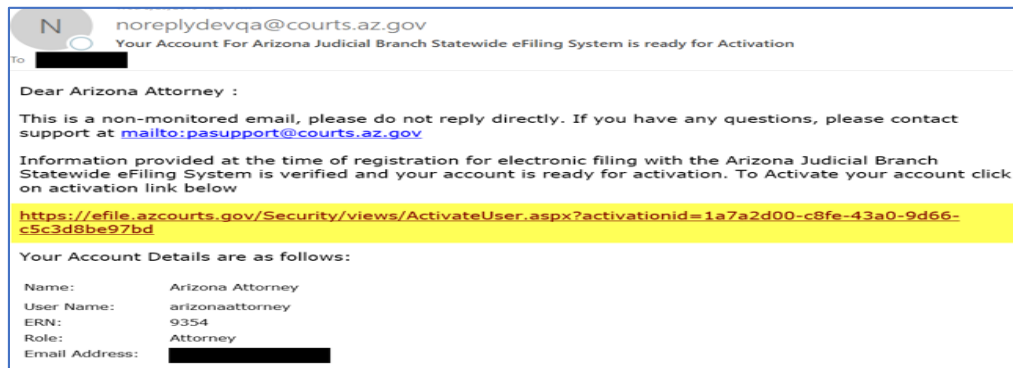 N
noreplydevqa@courts.az.gov
Your Account For Arizona Judicial Branch Statewide eFiling System is ready for Activation
To
Dear Arizona Attorney :
This is a non-monitored email, please do not reply directly. If you have any questions, please contact
support at mailto:pasupport@courts.az.gov
Information provided at the time of registration for electronic filing with the Arizona Judicial Branch
Statewide eFiling System is verified and your account is ready for activation. To Activate your account click
on activation link below
https://efile.azcourts.gov/Security/views/ActivateUser.aspx?activationid=1a7a2d00-c8fe-43a0-9d66-
c5c3d8be97bd
Your Account Details are as follows:
Name: Arizona Attorney
User Name: arizonaattorney
ERN: 9354
Role: Attorney
Email Address: